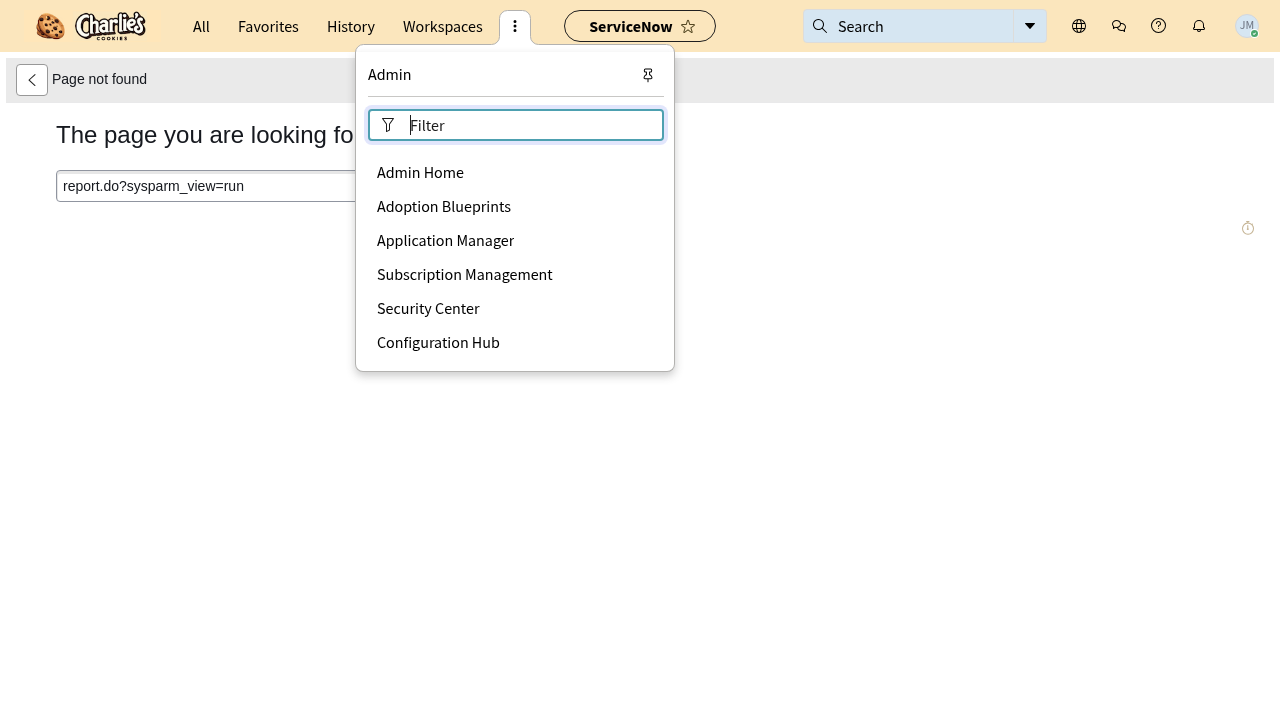 Charlie's
COOKIES
All
Favorites
History
Workspaces
ServiceNow
Search
JM
Page not found
Admin
The page you are looking fo
Filter
report.do?sysparm_view=run
Admin Home
Adoption Blueprints
Application Manager
Subscription Management
Security Center
Configuration Hub